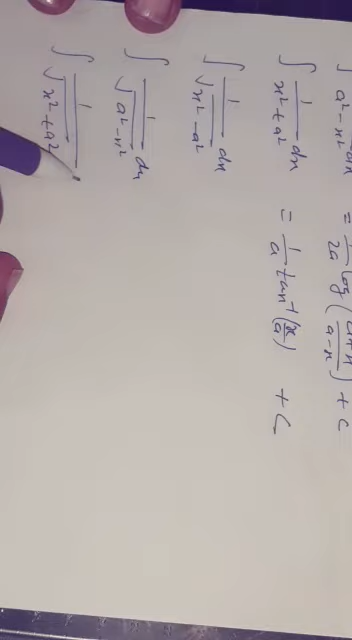 ∫ 1/(a²-x²) dx = 1/2a log (a+x/a-x) + C
∫ 1/(x²+a²) dx = 1/a tan⁻¹(x/a) + C
∫ 1/√(x²-a²) dx
∫ 1/√(a²-x²) dx
∫ 1/√(x²+a²)